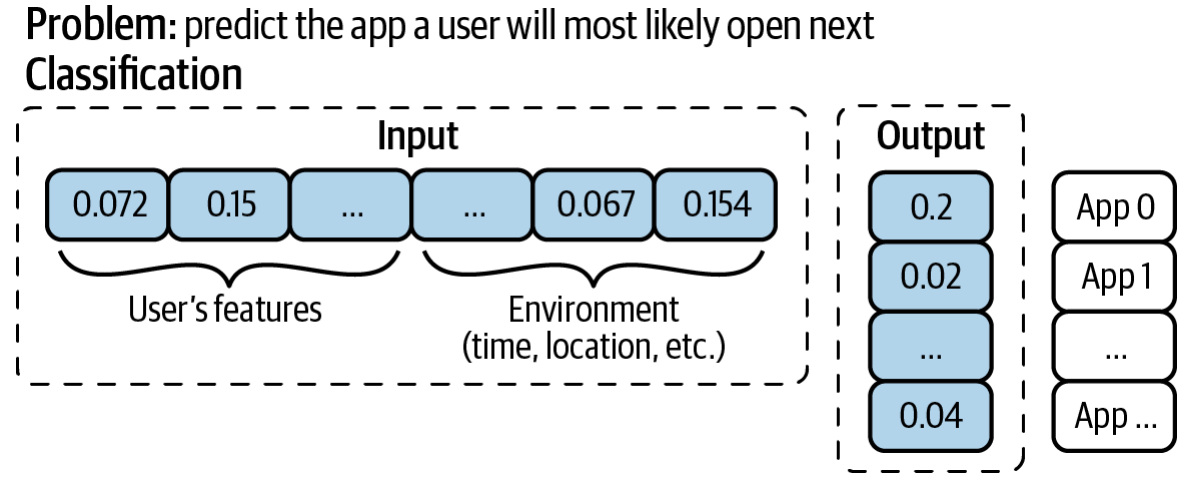 Problem: predict the app a user will most likely open next
Classification
Input
0.072 0.15 ... ... 0.067 0.154
User's features
Environment
(time, location, etc.)
Output
0.2
0.02
...
0.04
App 0
App 1
...
App ...